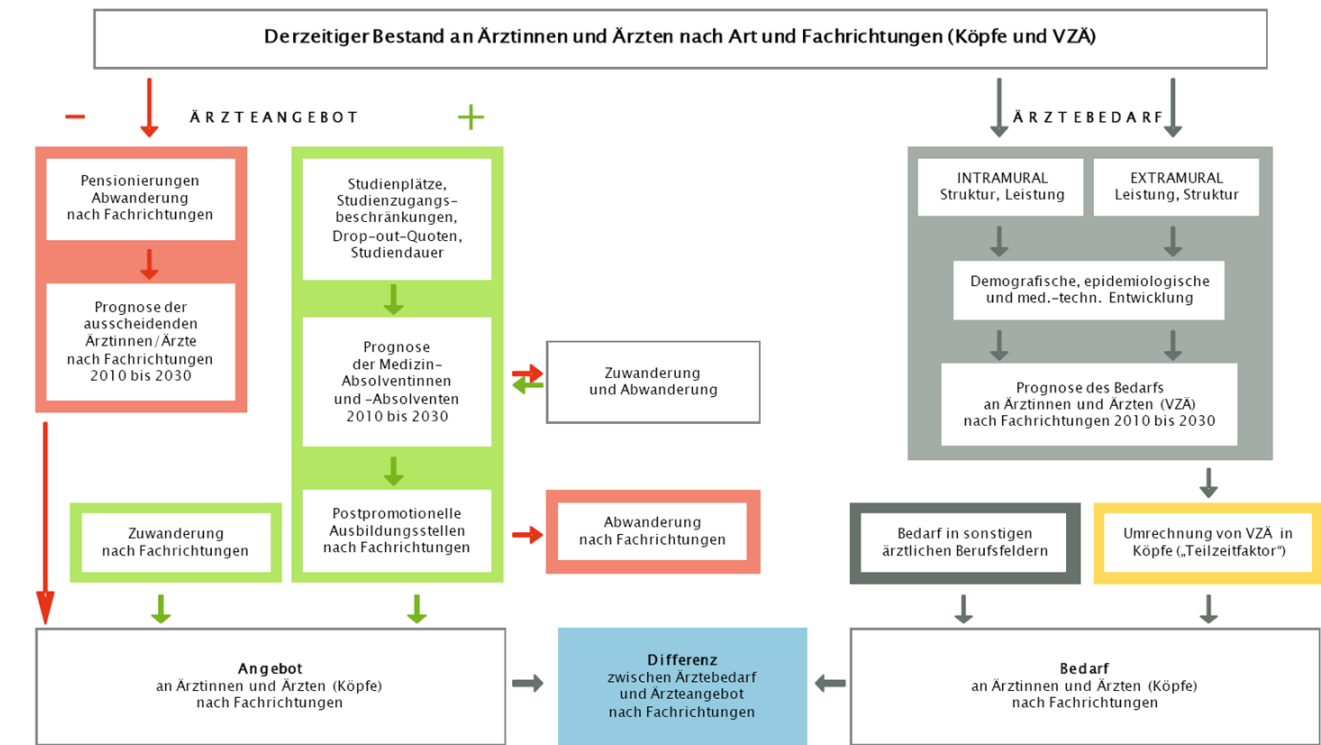 Derzeitiger Bestand an Ärztinnen und Ärzten nach Art und Fachrichtungen (Köpfe und VZÄ)
−
ÄRZTEANGEBOT
+
ÄRZTEBEDARF
Pensionierungen
Abwanderung
nach Fachrichtungen
Prognose der
ausscheidenden
Ärztinnen/Ärzte
nach Fachrichtungen
2010 bis 2030
Studienplätze,
Studienzugangs-
beschränkungen,
Drop-out-Quoten,
Studiendauer
Prognose
der Medizin-
Absolventinnen
und -Absolventen
2010 bis 2030
Zuwanderung
und Abwanderung
Postpromotionelle
Ausbildungsstellen
nach Fachrichtungen
Abwanderung
nach Fachrichtungen
Zuwanderung
nach Fachrichtungen
INTRAMURAL
Struktur, Leistung
EXTRAMURAL
Leistung, Struktur
Demografische, epidemiologische
und med.-techn. Entwicklung
Prognose des Bedarfs
an Ärztinnen und Ärzten (VZÄ)
nach Fachrichtungen 2010 bis 2030
Bedarf in sonstigen
ärztlichen Berufsfeldern
Umrechnung von VZÄ in
Köpfe („Teilzeitfaktor“)
Angebot
an Ärztinnen und Ärzten (Köpfe)
nach Fachrichtungen
Differenz
zwischen Ärztebedarf
und Ärzteangebot
nach Fachrichtungen
Bedarf
an Ärztinnen und Ärzten (Köpfe)
nach Fachrichtungen